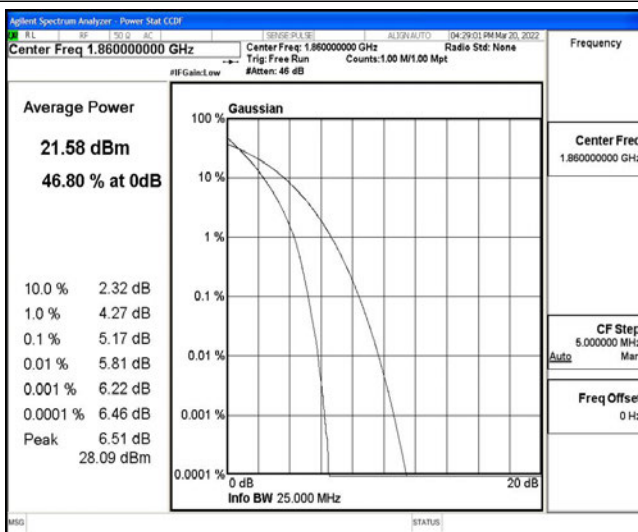 Agilent Spectrum Analyzer - Power Stat CCDF
RL RF 50 Ω AC SENSE:PULSE ALIGN AUTO 04:29:01 PM Mar 20, 2022
Center Freq 1.860000000 GHz
Center Freq: 1.860000000 GHz Radio Std: None
Trig: Free Run Counts:1.00 M/1.00 Mpt
#IFGain:Low #Atten: 46 dB
Frequency
Average Power
21.58 dBm
46.80 % at 0dB
10.0 % 2.32 dB
1.0 % 4.27 dB
0.1 % 5.17 dB
0.01 % 5.81 dB
0.001 % 6.22 dB
0.0001 % 6.46 dB
Peak 6.51 dB
28.09 dBm
Gaussian
100 %
10 %
1 %
0.1 %
0.01 %
0.001 %
0.0001 %
0 dB 20 dB
Info BW 25.000 MHz
Center Freq
1.860000000 GHz
CF Step
5.000000 MHz
Auto Man
Freq Offset
0 Hz
MSG STATUS